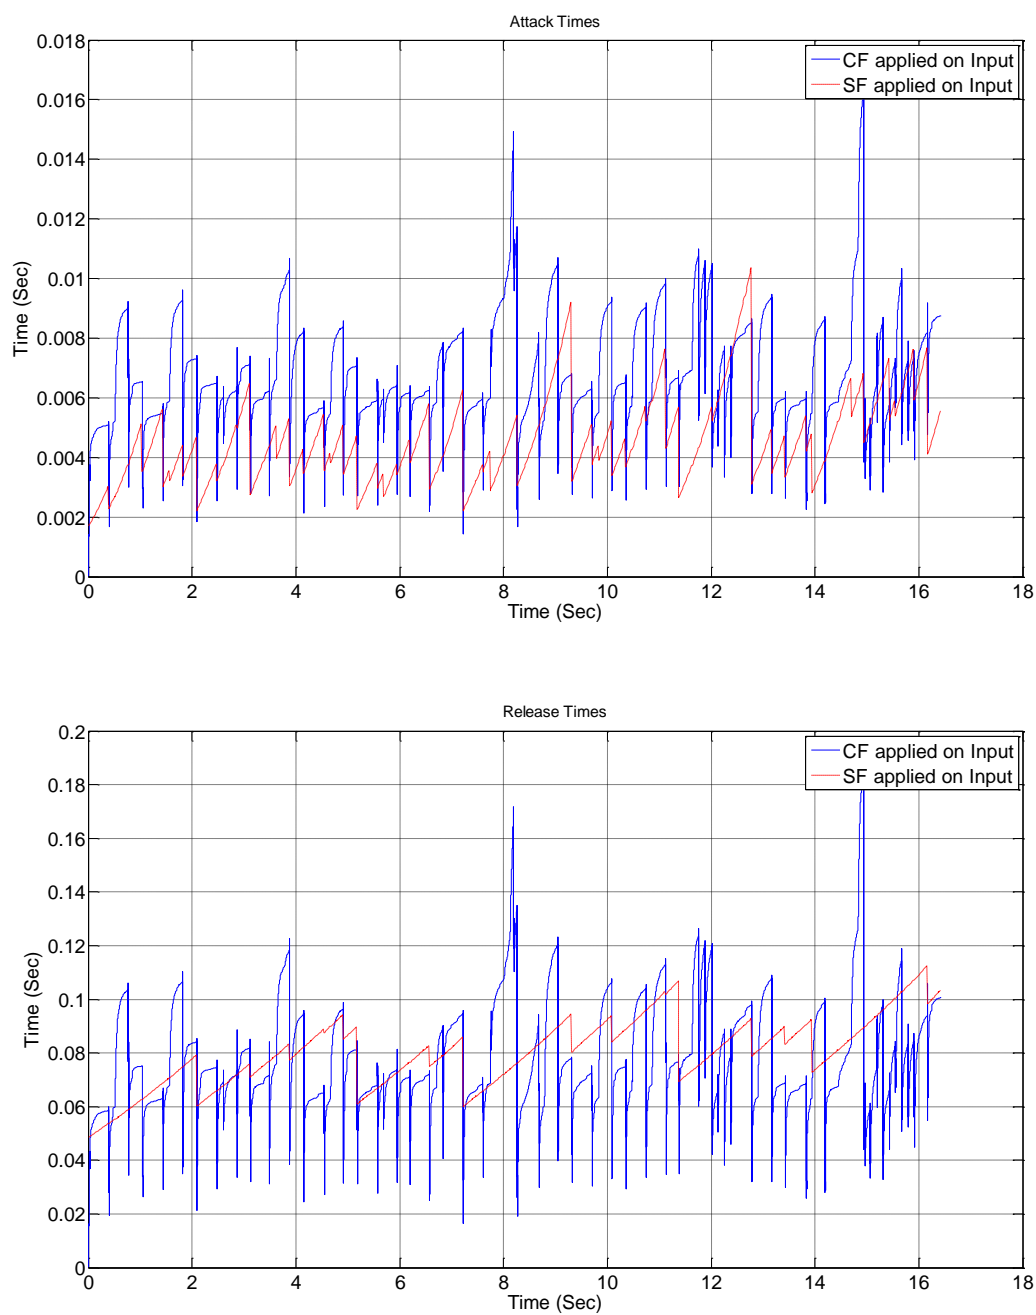 Attack Times
0.018
0.016
0.014
0.012
0.01
0.008
0.006
0.004
0.002
0
Time (Sec)
CF applied on Input
SF applied on Input
0 2 4 6 8 10 12 14 16 18
Time (Sec)
Release Times
0.2
0.18
0.16
0.14
0.12
0.1
0.08
0.06
0.04
0.02
0
Time (Sec)
CF applied on Input
SF applied on Input
0 2 4 6 8 10 12 14 16 18
Time (Sec)